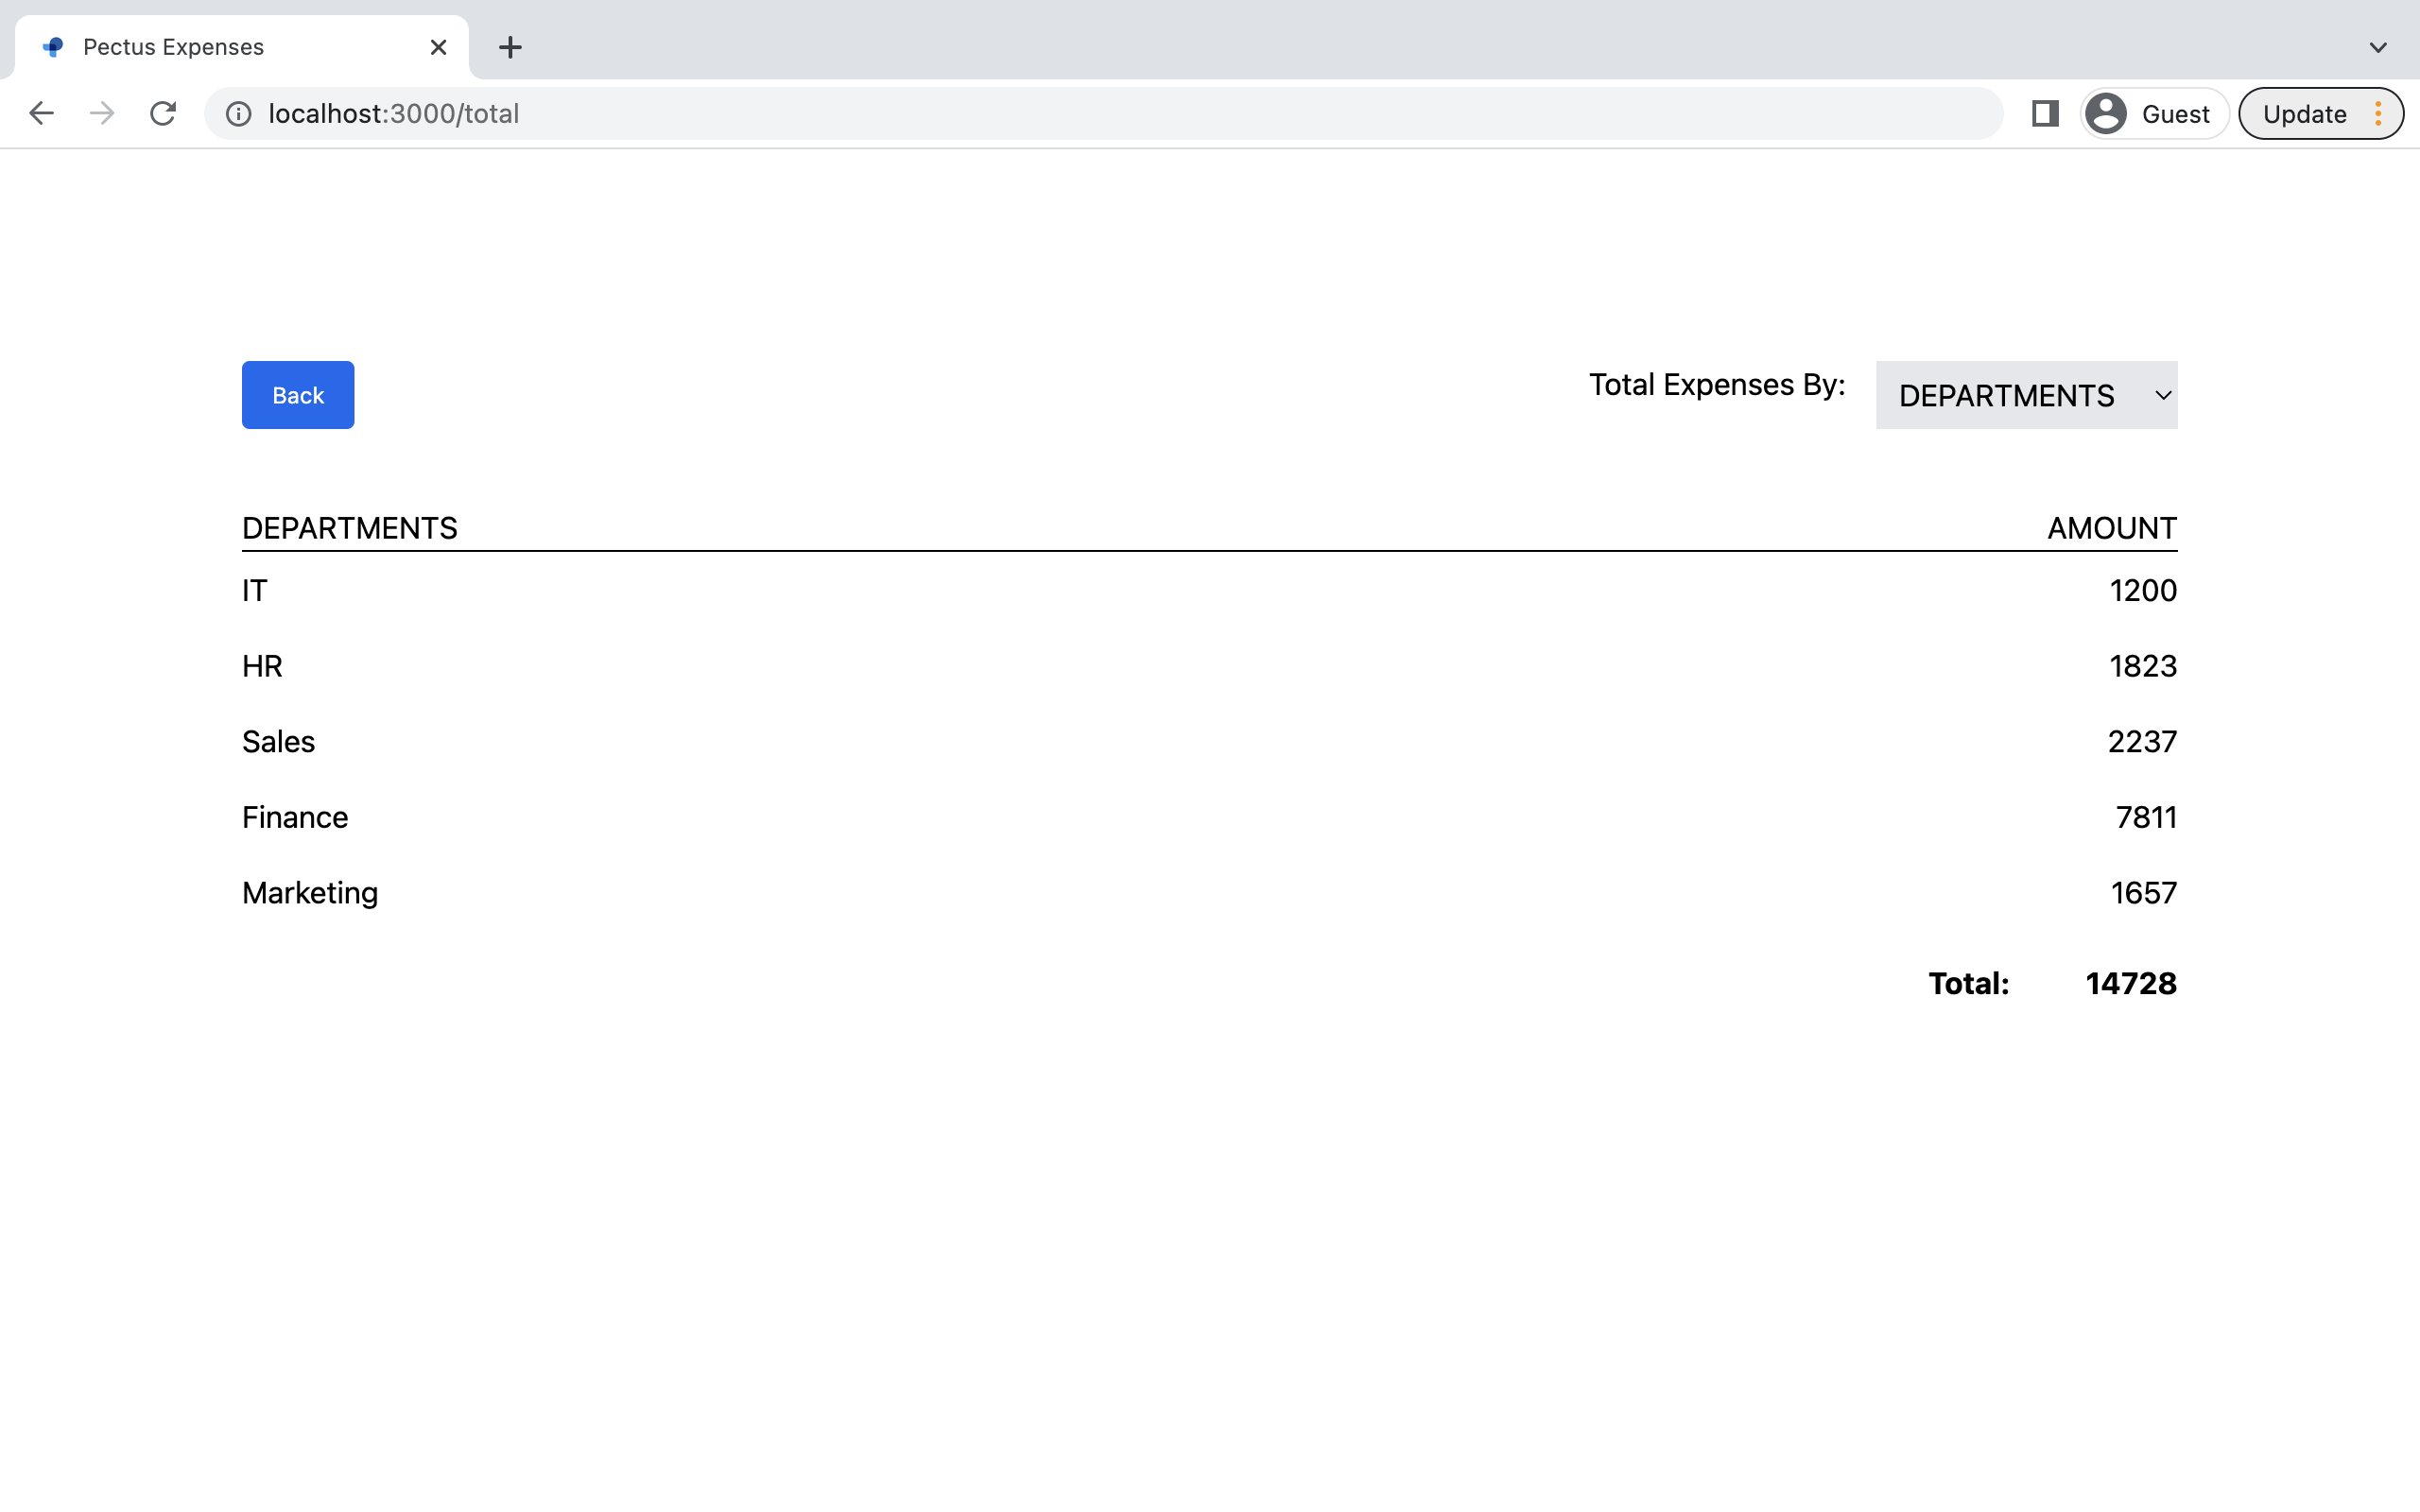 Pectus Expenses
localhost:3000/total
Guest
Update
Back
Total Expenses By:
DEPARTMENTS
DEPARTMENTS AMOUNT
IT 1200
HR 1823
Sales 2237
Finance 7811
Marketing 1657
Total: 14728